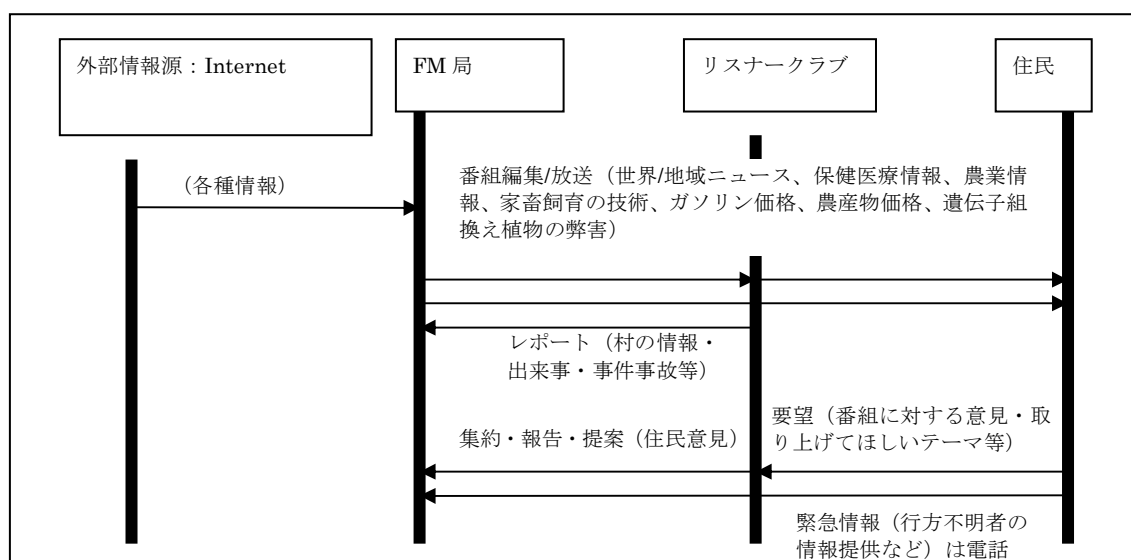 外部情報源：Internet
FM 局
リスナークラブ
住民
（各種情報）
番組編集/放送（世界/地域ニュース、保健医療情報、農業情
報、家畜飼育の技術、ガソリン価格、農産物価格、遺伝子組
換え植物の弊害）
レポート（村の情報・
出来事・事件事故等）
集約・報告・提案（住民意見）
要望（番組に対する意見・取
り上げてほしいテーマ等）
緊急情報（行方不明者の
情報提供など）は電話